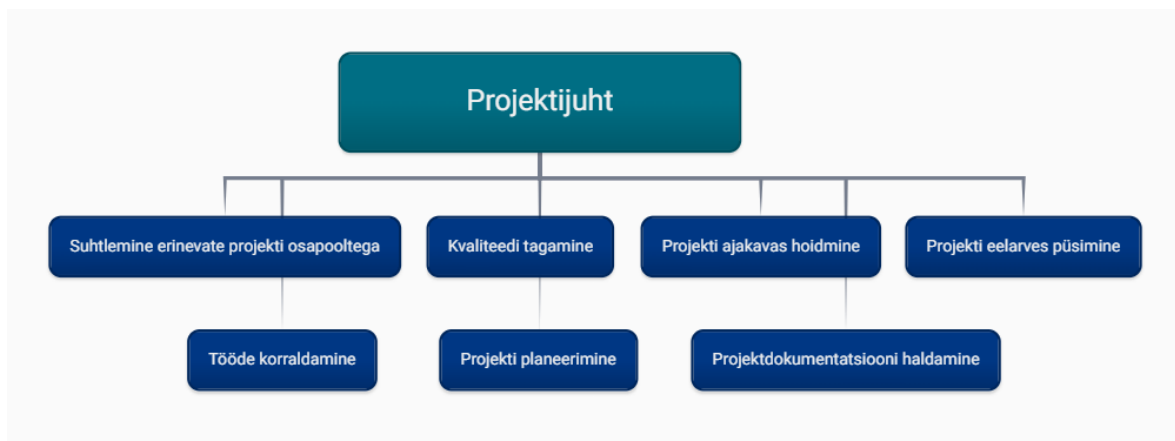 Projektijuht
Suhtlemine erinevate projekti osapooltega
Kvaliteedi tagamine
Projekti ajakavas hoidmine
Projekti eelarves püsimine
Tööde korraldamine
Projekti planeerimine
Projektdokumentatsiooni haldamine